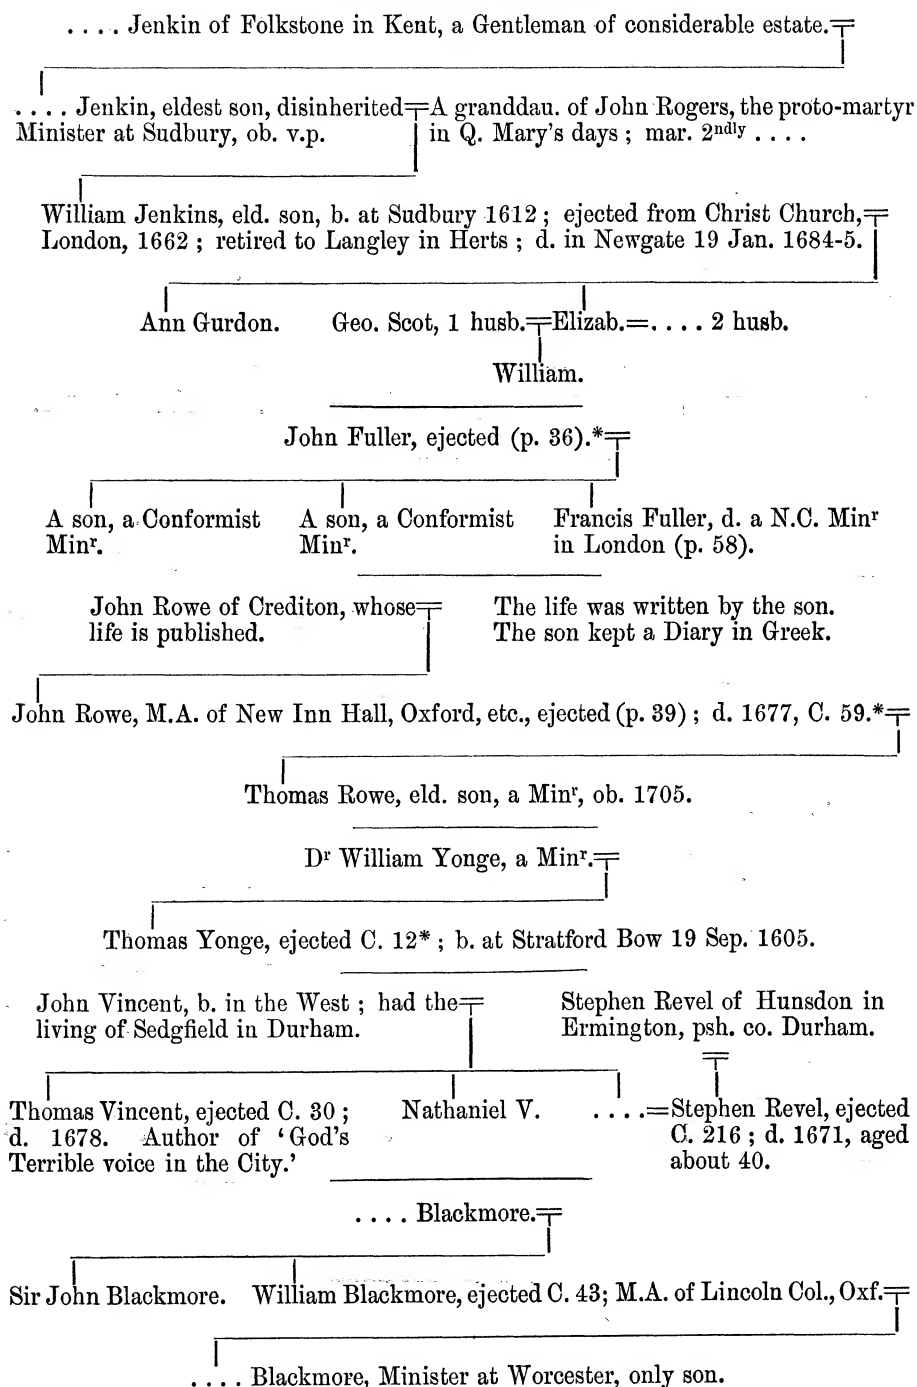 . . . . Jenkin of Folkstone in Kent, a Gentleman of considerable estate.
. . . . Jenkin, eldest son, disinherited
Minister at Sudbury, ob. v.p.
A granddau. of John Rogers, the proto-martyr
in Q. Mary's days ; mar. 2ndly . . . .
William Jenkins, eld. son, b. at Sudbury 1612 ; ejected from Christ Church,
London, 1662 ; retired to Langley in Herts ; d. in Newgate 19 Jan. 1684-5.
Ann Gurdon. Geo. Scot, 1 husb.=Elizab.=. . . . 2 husb.
William.
John Fuller, ejected (p. 36).*
A son, a Conformist
Minr.
A son, a Conformist
Minr.
Francis Fuller, d. a N.C. Minr
in London (p. 58).
John Rowe of Crediton, whose
life is published.
The life was written by the son.
The son kept a Diary in Greek.
John Rowe, M.A. of New Inn Hall, Oxford, etc., ejected (p. 39) ; d. 1677, C. 59.*
Thomas Rowe, eld. son, a Minr, ob. 1705.
Dr William Yonge, a Minr.
Thomas Yonge, ejected C. 12* ; b. at Stratford Bow 19 Sep. 1605.
John Vincent, b. in the West ; had the
living of Sedgfield in Durham.
Stephen Revel of Hunsdon in
Ermington, psh. co. Durham.
Thomas Vincent, ejected C. 30 ;
d. 1678. Author of ‘God's
Terrible voice in the City.’
Nathaniel V.
. . . .=Stephen Revel, ejected
C. 216 ; d. 1671, aged
about 40.
. . . . Blackmore.
Sir John Blackmore. William Blackmore, ejected C. 43; M.A. of Lincoln Col., Oxf.
. . . . Blackmore, Minister at Worcester, only son.